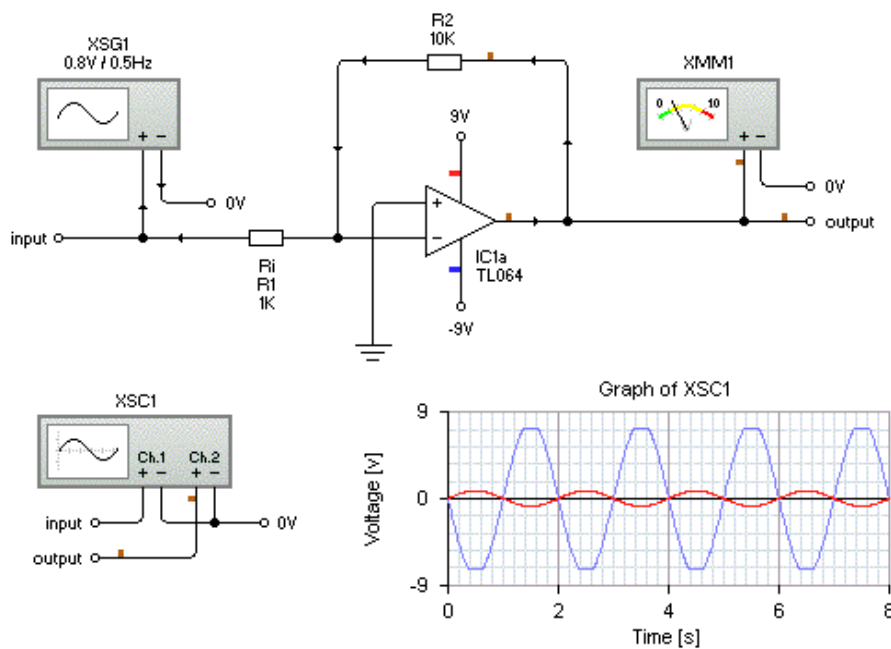 XSG1
0.8V / 0.5Hz
+ −
0V
input
Ri
R1
1K
R2
10K
9V
+
−
IC1a
TL064
-9V
XMM1
0 10
+ −
0V
output
XSC1
Ch.1 Ch.2
+ − + −
input
0V
output
Graph of XSC1
Voltage [v]
9
0
-9
0 2 4 6 8
Time [s]